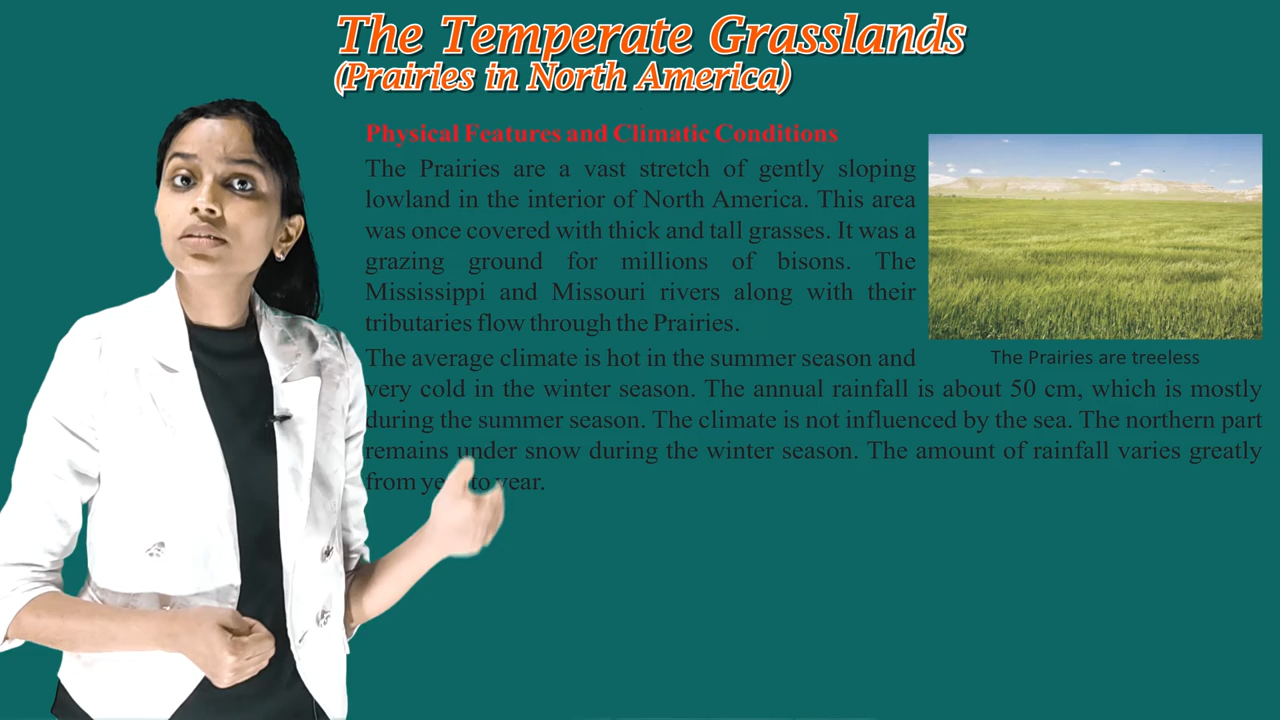 The Temperate Grasslands
(Prairies in North America)
Physical Features and Climatic Conditions
The Prairies are a vast stretch of gently sloping
lowland in the interior of North America. This area
was once covered with thick and tall grasses. It was a
grazing ground for millions of bisons. The
Mississippi and Missouri rivers along with their
tributaries flow through the Prairies.
The average climate is hot in the summer season and
very cold in the winter season. The annual rainfall is about 50 cm, which is mostly
during the summer season. The climate is not influenced by the sea. The northern part
remains under snow during the winter season. The amount of rainfall varies greatly
from year to year.
The Prairies are treeless